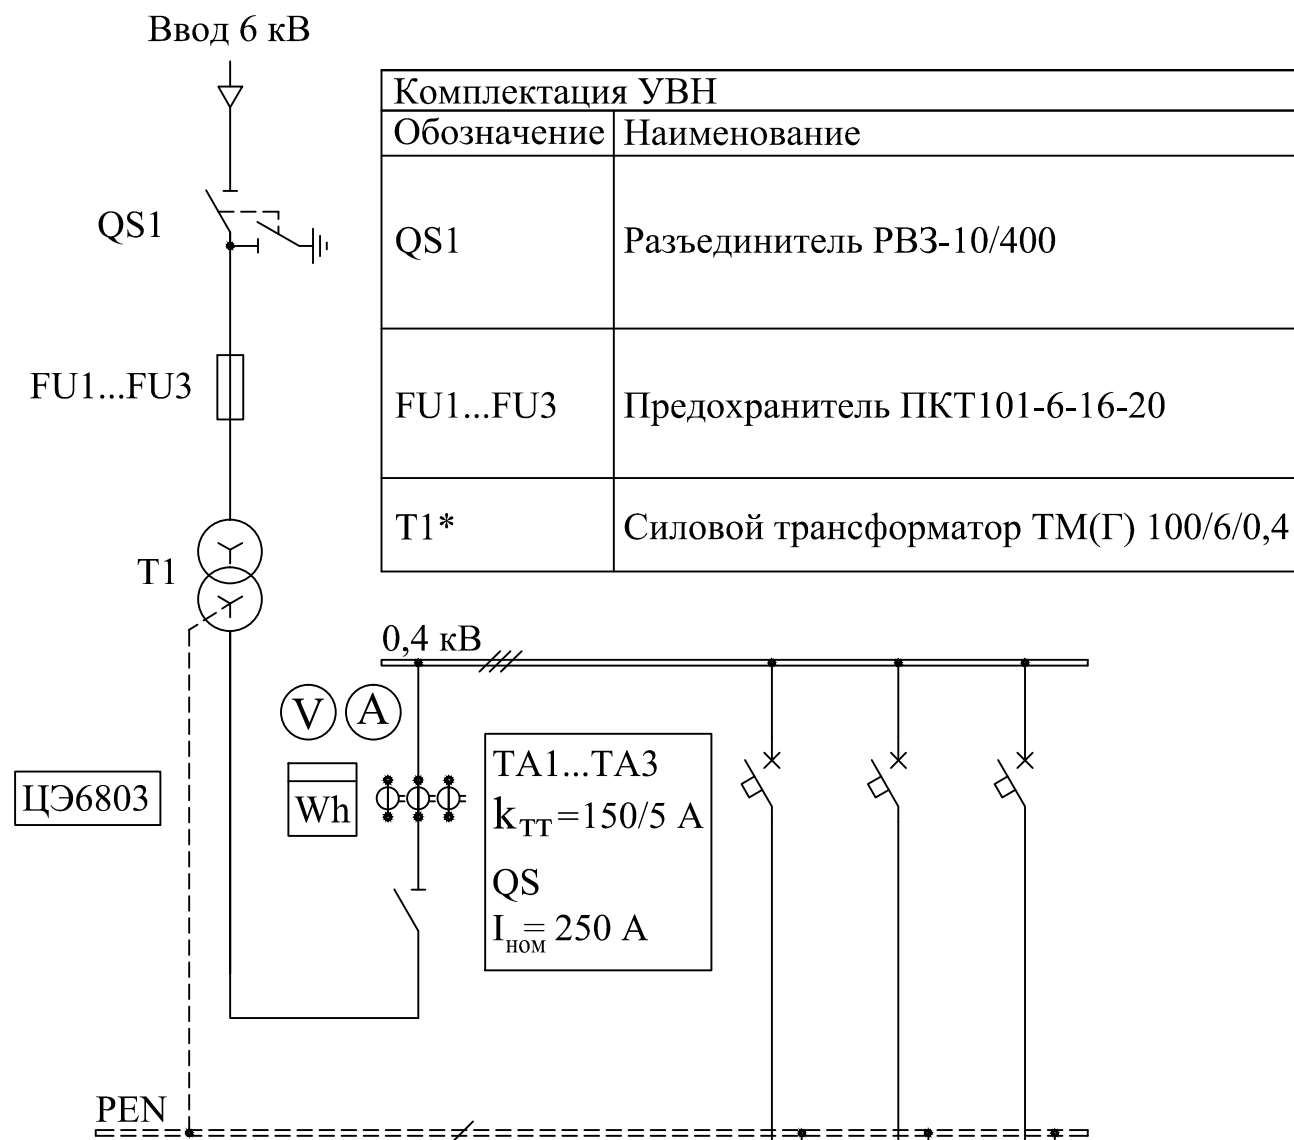 Ввод 6 кВ
Комплектация УВН
Обозначение Наименование
QS1
QS1 Разъединитель РВЗ-10/400
FU1...FU3
FU1...FU3 Предохранитель ПКТ101-6-16-20
T1* Силовой трансформатор ТМ(Г) 100/6/0,4
T1
0,4 кВ
V A
ЦЭ6803
Wh
TA1...TA3
kТТ=150/5 А
QS
Iном= 250 А
PEN